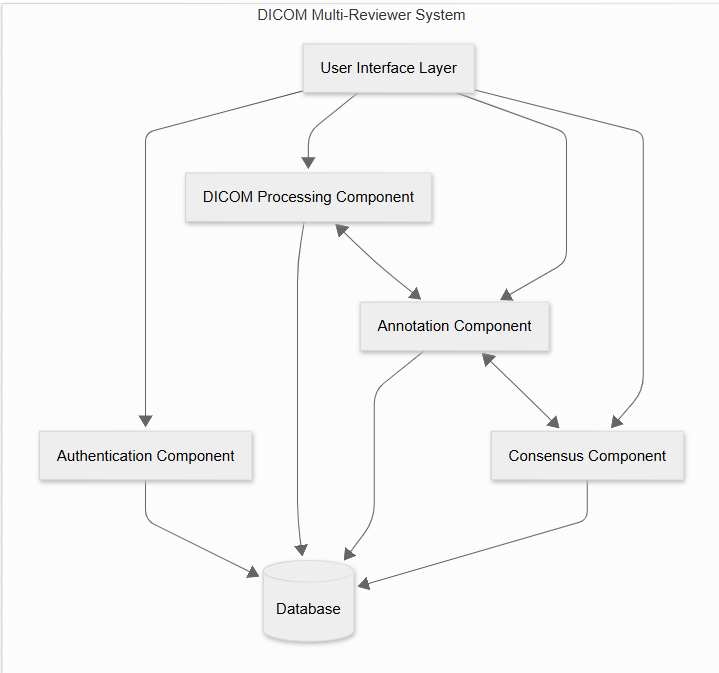 DICOM Multi-Reviewer System
User Interface Layer
DICOM Processing Component
Annotation Component
Authentication Component
Consensus Component
Database